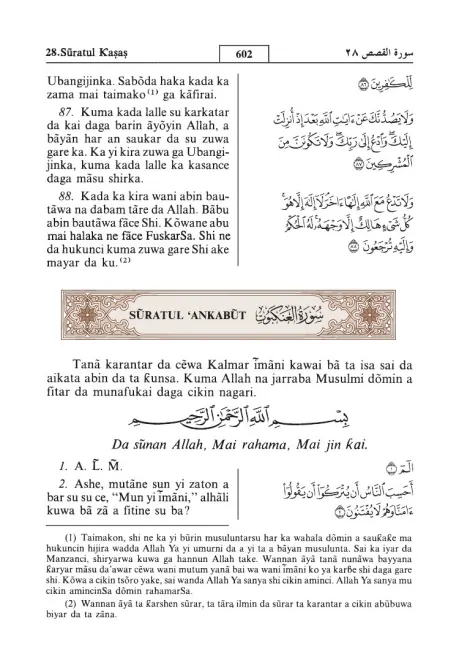 28.Sūratul Ƙaṣaṣ
602
سورة القصص ٢٨
Ubangijinka. Sabōda haka kada ka
zama mai taimako(1) ga kāfirai.
87. Kuma kada lalle su karkatar
da kai daga barin āyōyin Allah, a
bāyān har an saukar da su zuwa
gare ka. Ka yi kira zuwa ga Ubangi-
jinka, kuma kada lalle ka kasance
daga māsu shirka.
88. Kada ka kira wani abin bau-
tāwa na dabam tāre da Allah. Bābu
abin bautāwa fāce Shi. Kōwane abu
mai halaka ne fāce FuskarSa. Shi ne
da hukunci kuma zuwa gare Shi ake
mayar da ku.(2)
لِّلْكَٰفِرِينَ ٨٦
وَلَا يَصُدُّنَّكَ عَنْ ءَايَٰتِ ٱللَّهِ بَعْدَ إِذْ أُنزِلَتْ
إِلَيْكَ وَٱدْعُ إِلَىٰ رَبِّكَ وَلَا تَكُونَنَّ مِنَ
ٱلْمُشْرِكِينَ ٨٧
وَلَا تَدْعُ مَعَ ٱللَّهِ إِلَٰهًا ءَاخَرَ لَآ إِلَٰهَ إِلَّا هُوَ
كُلُّ شَىْءٍ هَالِكٌ إِلَّا وَجْهَهُۥ لَهُ ٱلْحُكْمُ
وَإِلَيْهِ تُرْجَعُونَ ٨٨
SŪRATUL ‘ANKABŪT
سُورَةُ الْعَنكَبُوتِ
Tanā karantar da cēwa Kalmar ĩmāni kawai bā ta isa sai da
aikata abin da ta ƙunsa. Kuma Allah na jarraba Musulmi dōmin a
fitar da munafukai daga cikin nagari.
بِسْمِ ٱللَّهِ ٱلرَّحْمَٰنِ ٱلرَّحِيمِ
Da sūnan Allah, Mai rahama, Mai jin ƙai.
1. A. L̃. M̃.
2. Ashe, mutāne sun yi zaton a
bar su su ce, “Mun yi ĩmāni,” alhāli
kuwa bā zā a fitine su ba?
الٓمٓ ١
أَحَسِبَ ٱلنَّاسُ أَن يُتْرَكُوٓا۟ أَن يَقُولُوٓا۟
ءَامَنَّا وَهُمْ لَا يُفْتَنُونَ ٢
(1) Taimakon, shi ne ka yi būrin musuluntarsu har ka wahala dōmin a sauƙaƙe ma
hukuncin hijira wadda Allah Ya yi umurni da a yi ta a bāyan musulunta. Sai ka iyar da
Manzanci, shiryarwa kuwa ga hannun Allah take. Wannan āyā tanā nunāwa bayyana
ƙaryar māsu da'awar cēwa wani mutum yanā bai wa wani ĩmāni ko ya karɓe shi daga gare
shi. Kōwa a cikin tsōro yake, sai wanda Allah Ya sanya shi cikin aminci. Allah Ya sanya mu
cikin amincinSa dōmin rahamarSa.
(2) Wannan āyā ta ƙarshen sūrar, ta tāra ilmin da sūrar ta karantar a cikin abūbuwa
biyar da ta zāna.